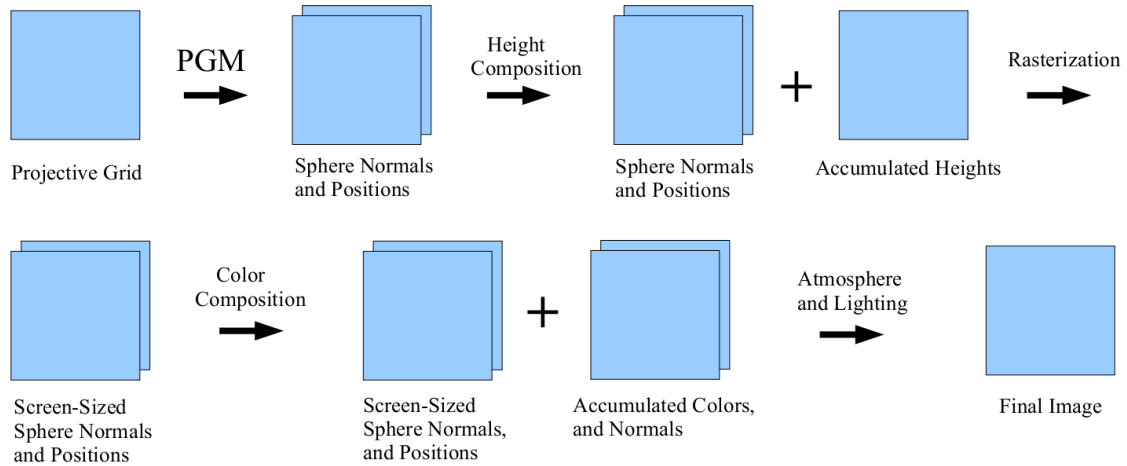 PGM
Height
Composition
Rasterization
Projective Grid
Sphere Normals
and Positions
Sphere Normals
and Positions
Accumulated Heights
Color
Composition
Atmosphere
and Lighting
Screen-Sized
Sphere Normals
and Positions
Screen-Sized
Sphere Normals,
and Positions
Accumulated Colors,
and Normals
Final Image